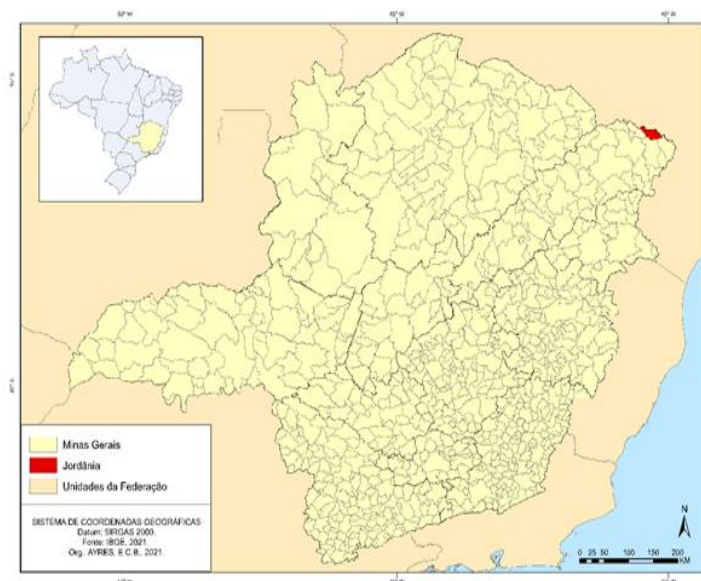 Minas Gerais
Jordânia
Unidades da Federação
SISTEMA DE COORDENADAS GEOGRÁFICAS
Datum: SIRGAS 2000.
Fonte: IBGE, 2021.
Org.: AYRES, E.C.B., 2021.
N
0 25 50 100 150 200
KM